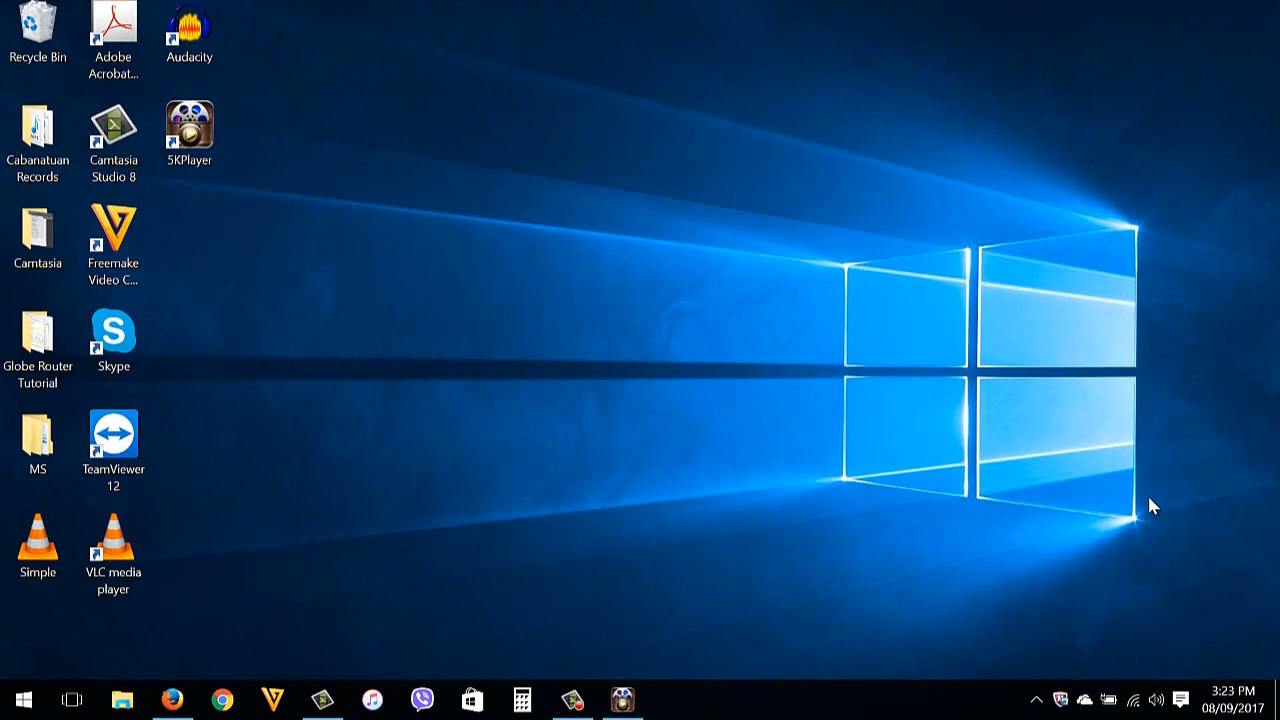 Recycle Bin
Adobe
Acrobat...
Audacity
Cabanatuan
Records
Camtasia
Studio 8
5KPlayer
Camtasia
Freemake
Video C...
Globe Router
Tutorial
Skype
MS
TeamViewer
12
Simple
VLC media
player
3:23 PM
08/09/2017